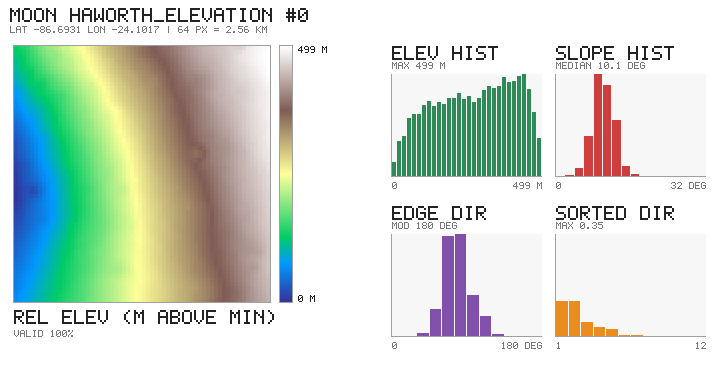 MOON HAWORTH_ELEVATION #0
LAT -86.6931 LON -24.1017 | 64 PX = 2.56 KM
499 M
0 M
REL ELEV (M ABOVE MIN)
VALID 100%
ELEV HIST
MAX 499 M
0 499 M
SLOPE HIST
MEDIAN 10.1 DEG
0 32 DEG
EDGE DIR
MOD 180 DEG
0 180 DEG
SORTED DIR
MAX 0.35
1 12